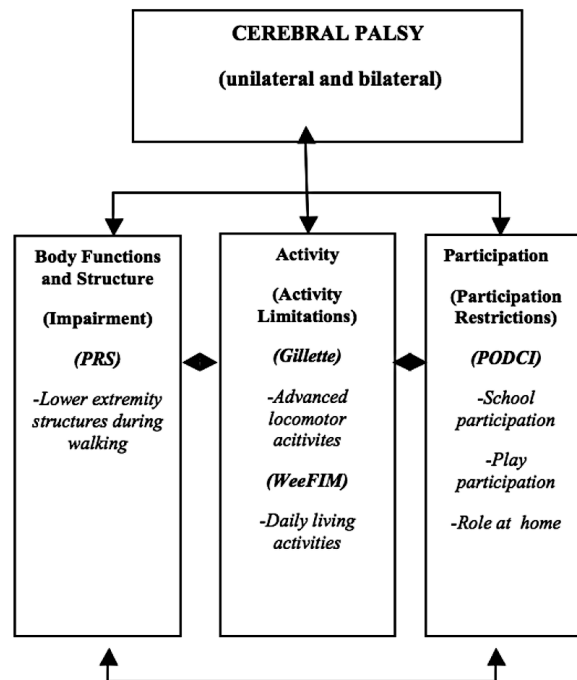 CEREBRAL PALSY
(unilateral and bilateral)
Body Functions
and Structure
(Impairment)
(PRS)
-Lower extremity
structures during
walking
Activity
(Activity
Limitations)
(Gillette)
-Advanced
locomotor
acitivites
(WeeFIM)
-Daily living
activities
Participation
(Participation
Restrictions)
(PODCI)
-School
participation
-Play
participation
-Role at home